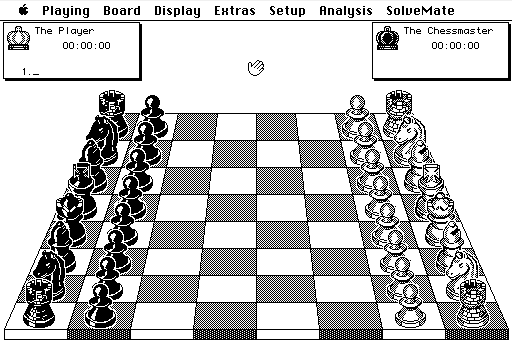 Playing Board Display Extras Setup Analysis SolveMate
The Player
00:00:00
1._
The Chessmaster
00:00:00